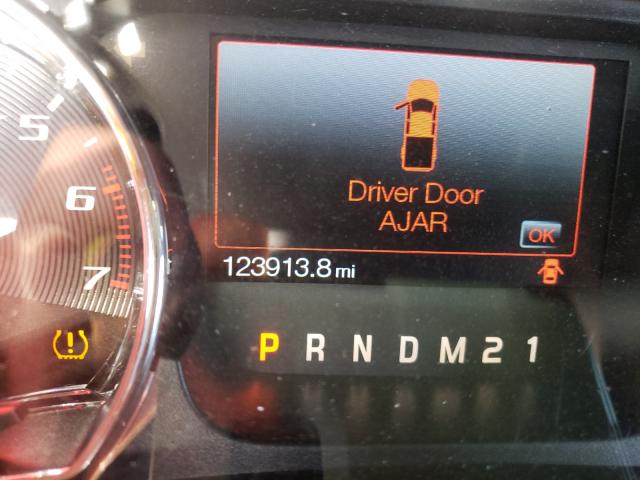 5
6
7
Driver Door
AJAR
OK
123913.8 mi
P R N D M 2 1